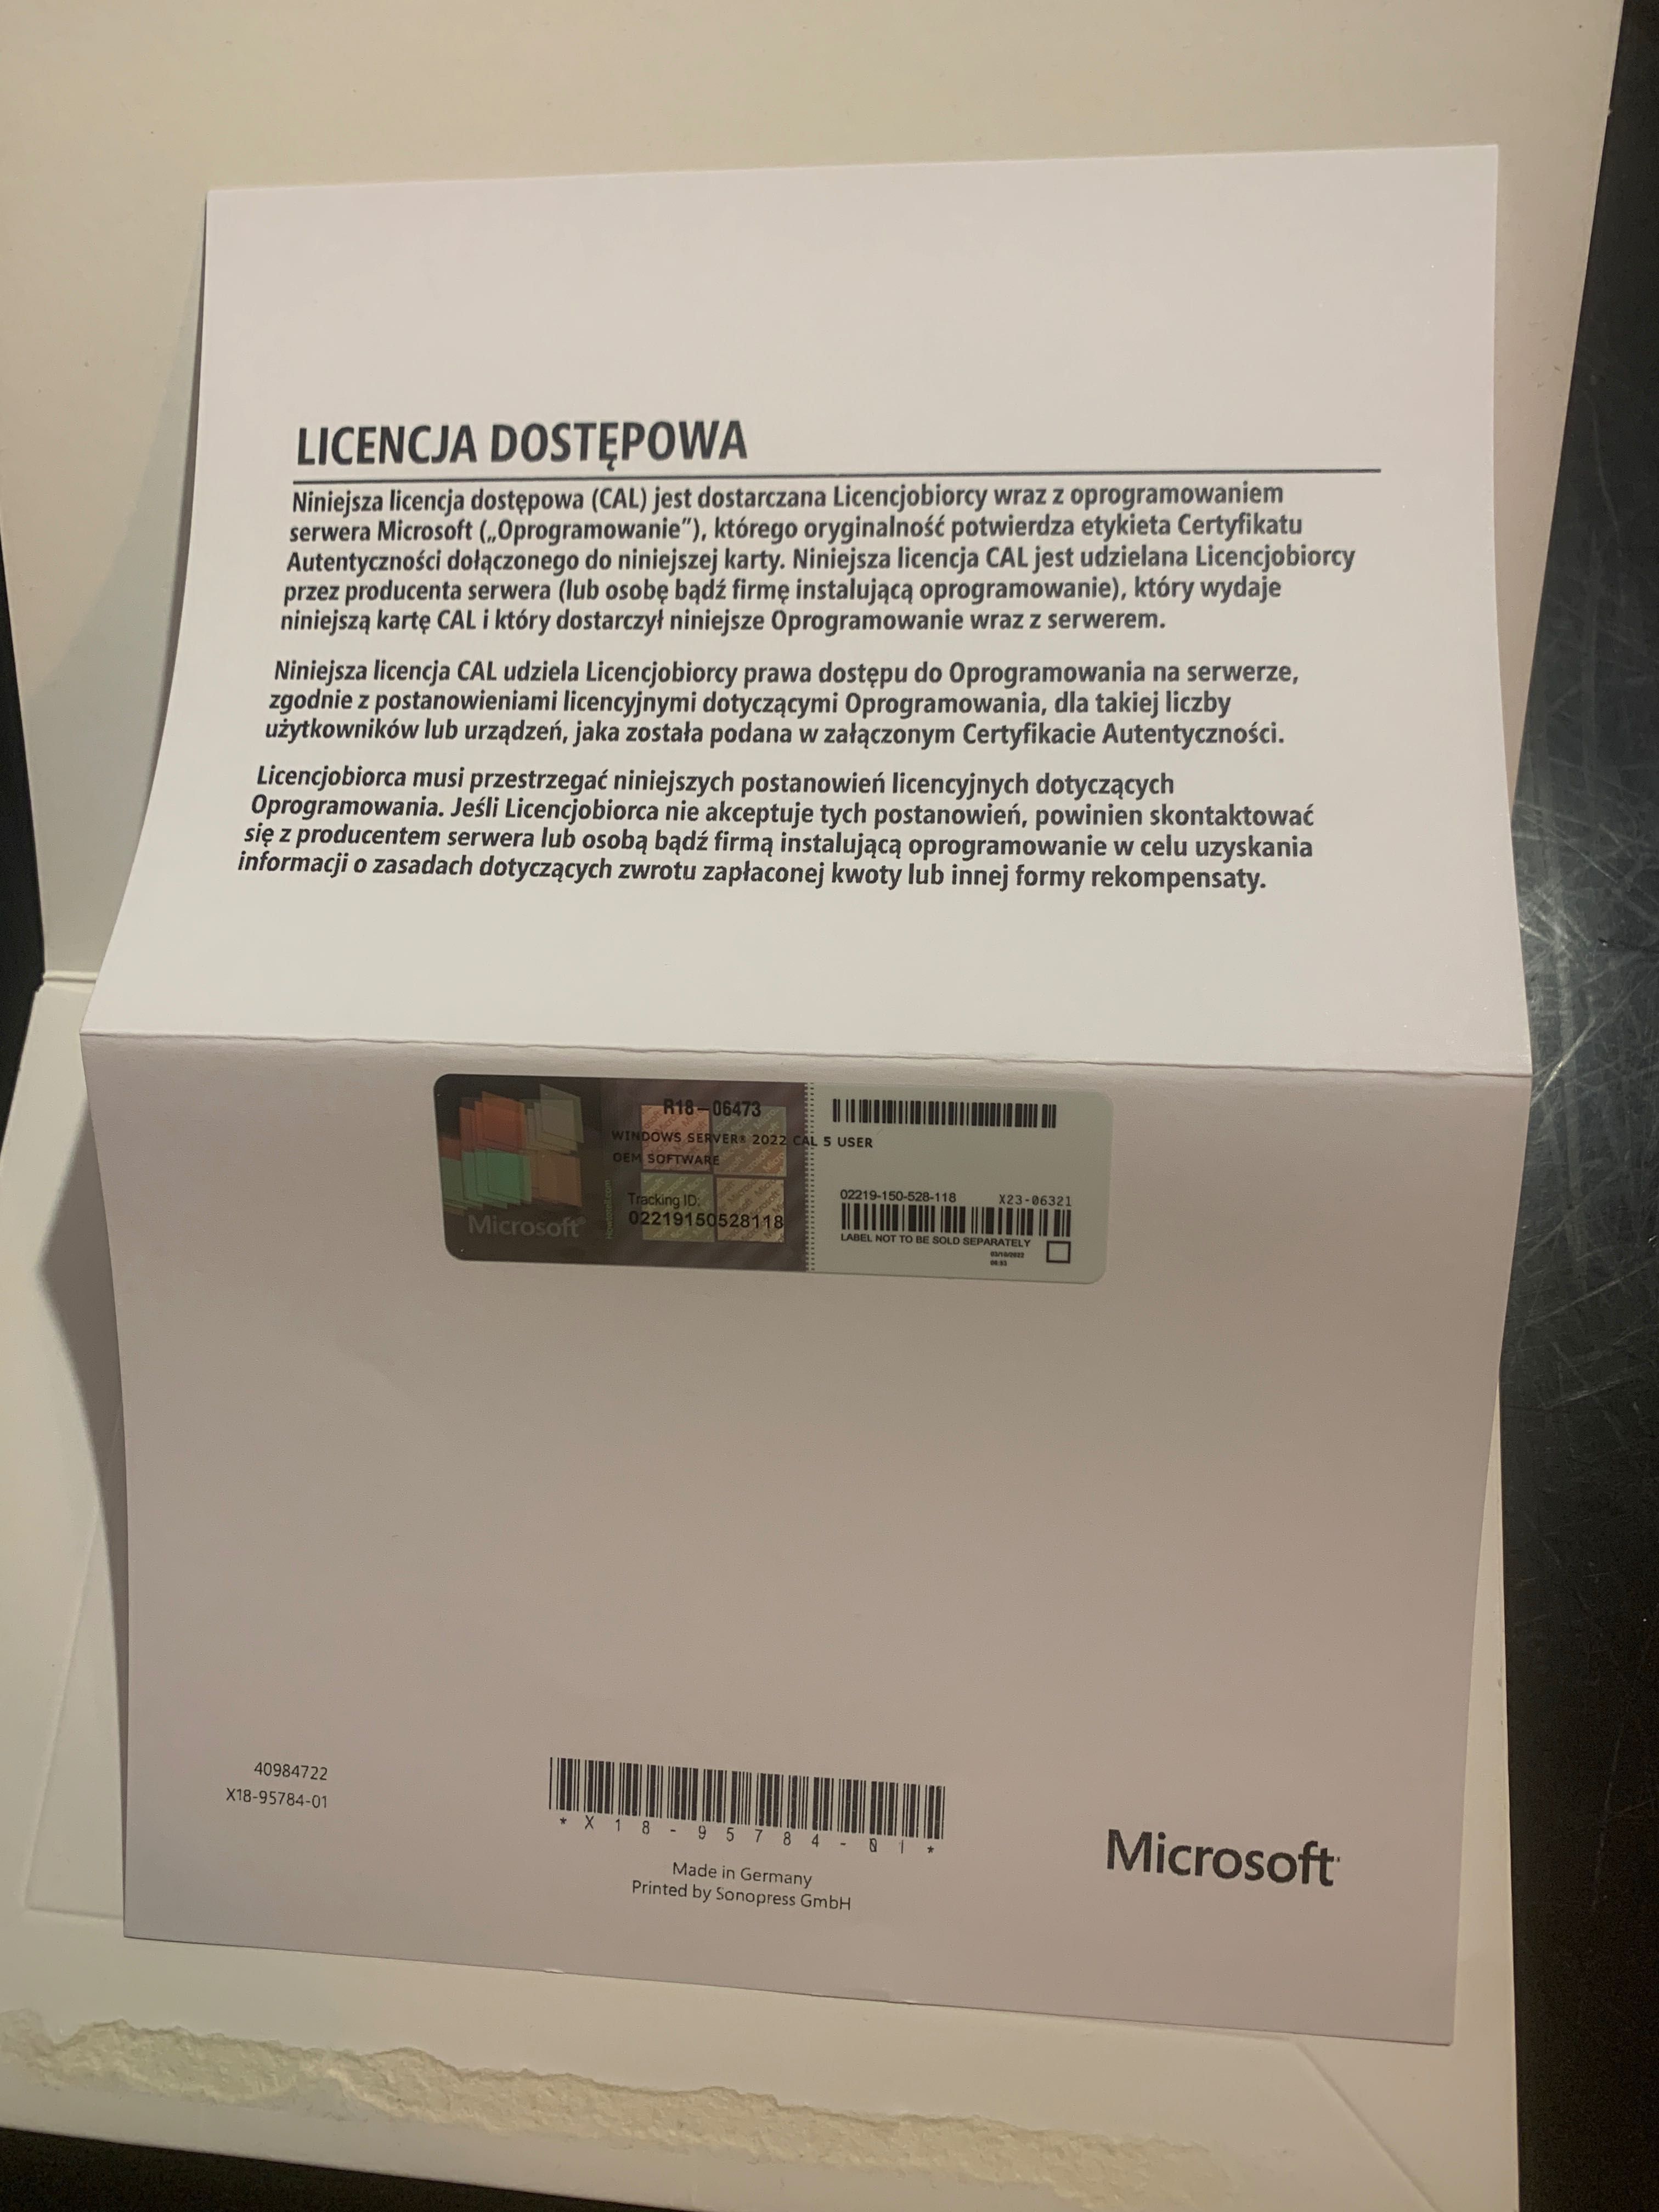 LICENCJA DOSTĘPOWA
Niniejsza licencja dostępowa (CAL) jest dostarczana Licencjobiorcy wraz z oprogramowaniem
serwera Microsoft („Oprogramowanie”), którego oryginalność potwierdza etykieta Certyfikatu
Autentyczności dołączonego do niniejszej karty. Niniejsza licencja CAL jest udzielana Licencjobiorcy
przez producenta serwera (lub osobę bądź firmę instalującą oprogramowanie), który wydaje
niniejszą kartę CAL i który dostarczył niniejsze Oprogramowanie wraz z serwerem.
Niniejsza licencja CAL udziela Licencjobiorcy prawa dostępu do Oprogramowania na serwerze,
zgodnie z postanowieniami licencyjnymi dotyczącymi Oprogramowania, dla takiej liczby
użytkowników lub urządzeń, jaka została podana w załączonym Certyfikacie Autentyczności.
Licencjobiorca musi przestrzegać niniejszych postanowień licencyjnych dotyczących
Oprogramowania. Jeśli Licencjobiorca nie akceptuje tych postanowień, powinien skontaktować
się z producentem serwera lub osobą bądź firmą instalującą oprogramowanie w celu uzyskania
informacji o zasadach dotyczących zwrotu zapłaconej kwoty lub innej formy rekompensaty.
R18-06473
WINDOWS SERVER® 2022 CAL 5 USER
OEM SOFTWARE
Tracking ID:
02219150528118
Microsoft®
02219-150-528-118 X23-06321
LABEL NOT TO BE SOLD SEPARATELY
40984722
X18-95784-01
*X18-95784-01*
Made in Germany
Printed by Sonopress GmbH
Microsoft